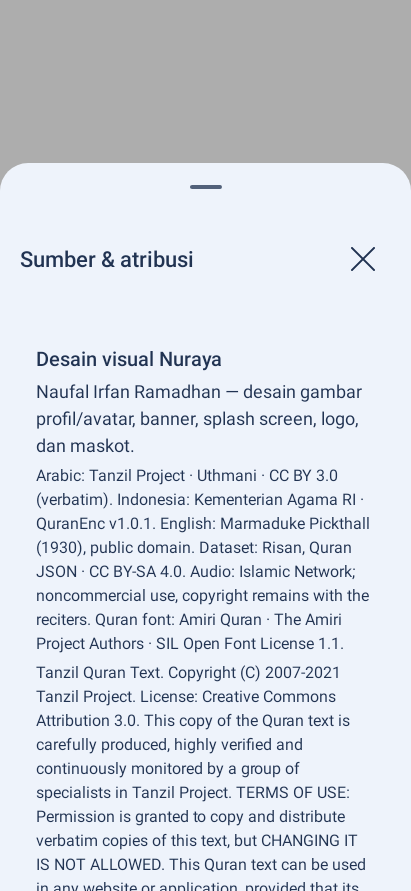 Sumber & atribusi
Desain visual Nuraya
Naufal Irfan Ramadhan — desain gambar
profil/avatar, banner, splash screen, logo,
dan maskot.
Arabic: Tanzil Project · Uthmani · CC BY 3.0
(verbatim). Indonesia: Kementerian Agama RI ·
QuranEnc v1.0.1. English: Marmaduke Pickthall
(1930), public domain. Dataset: Risan, Quran
JSON · CC BY-SA 4.0. Audio: Islamic Network;
noncommercial use, copyright remains with the
reciters. Quran font: Amiri Quran · The Amiri
Project Authors · SIL Open Font License 1.1.
Tanzil Quran Text. Copyright (C) 2007-2021
Tanzil Project. License: Creative Commons
Attribution 3.0. This copy of the Quran text is
carefully produced, highly verified and
continuously monitored by a group of
specialists in Tanzil Project. TERMS OF USE:
Permission is granted to copy and distribute
verbatim copies of this text, but CHANGING IT
IS NOT ALLOWED. This Quran text can be used
in any website or application, provided that its